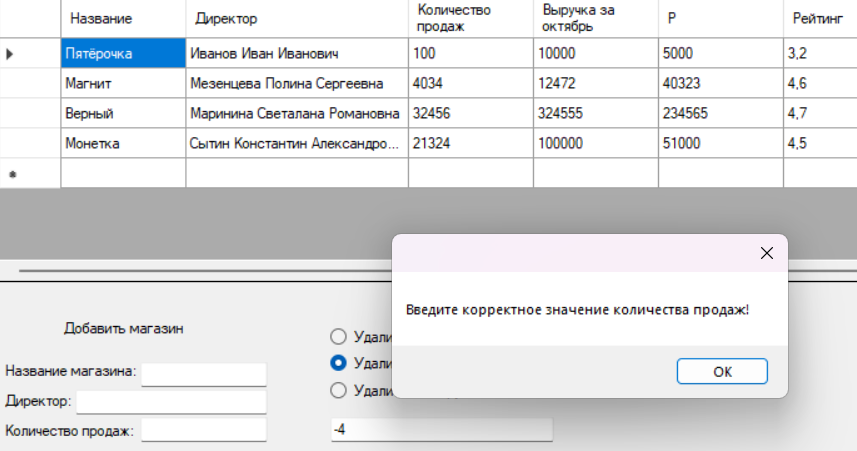 Название Директор Количество продаж Выручка за октябрь Р Рейтинг
Пятёрочка Иванов Иван Иванович 100 10000 5000 3,2
Магнит Мезенцева Полина Сергеевна 4034 12472 40323 4,6
Верный Маринина Светалана Романовна 32456 324555 234565 4,7
Монетка Сытин Константин Александро... 21324 100000 51000 4,5
Введите корректное значение количества продаж!
OK
Добавить магазин
Название магазина:
Директор:
Количество продаж:
Удали
Удали
Удали
-4